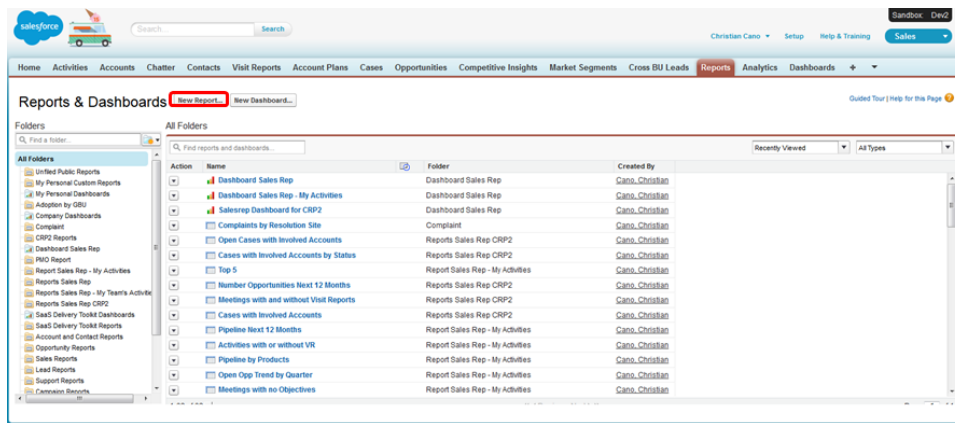 Sandbox: Dev2
salesforce
Search...
Search
Christian Cano
Setup
Help & Training
Sales
Home Activities Accounts Chatter Contacts Visit Reports Account Plans Cases Opportunities Competitive Insights Market Segments Cross BU Leads Reports Analytics Dashboards +
Reports & Dashboards
New Report...
New Dashboard...
Guided Tour | Help for this Page
Folders
Find a folder...
All Folders
Unfiled Public Reports
My Personal Custom Reports
My Personal Dashboards
Adoption by GBU
Company Dashboards
Complaint
CRP2 Reports
Dashboard Sales Rep
PMO Report
Report Sales Rep - My Activities
Reports Sales Rep
Reports Sales Rep - My Team's Activitie
Reports Sales Rep CRP2
SaaS Delivery Toolkit Dashboards
SaaS Delivery Toolkit Reports
Account and Contact Reports
Opportunity Reports
Sales Reports
Lead Reports
Support Reports
Campaign Reports
All Folders
Find reports and dashboards...
Recently Viewed
All Types
Action Name Folder Created By
Dashboard Sales Rep Dashboard Sales Rep Cano, Christian
Dashboard Sales Rep - My Activities Dashboard Sales Rep Cano, Christian
Salesrep Dashboard for CRP2 Dashboard Sales Rep Cano, Christian
Complaints by Resolution Site Complaint Cano, Christian
Open Cases with Involved Accounts Reports Sales Rep CRP2 Cano, Christian
Cases with Involved Accounts by Status Reports Sales Rep CRP2 Cano, Christian
Top 5 Report Sales Rep - My Activities Cano, Christian
Number Opportunities Next 12 Months Reports Sales Rep CRP2 Cano, Christian
Meetings with and without Visit Reports Reports Sales Rep CRP2 Cano, Christian
Cases with Involved Accounts Reports Sales Rep CRP2 Cano, Christian
Pipeline Next 12 Months Report Sales Rep - My Activities Cano, Christian
Activities with or without VR Report Sales Rep - My Activities Cano, Christian
Pipeline by Products Report Sales Rep - My Activities Cano, Christian
Open Opp Trend by Quarter Report Sales Rep - My Activities Cano, Christian
Meetings with no Objectives Report Sales Rep - My Activities Cano, Christian